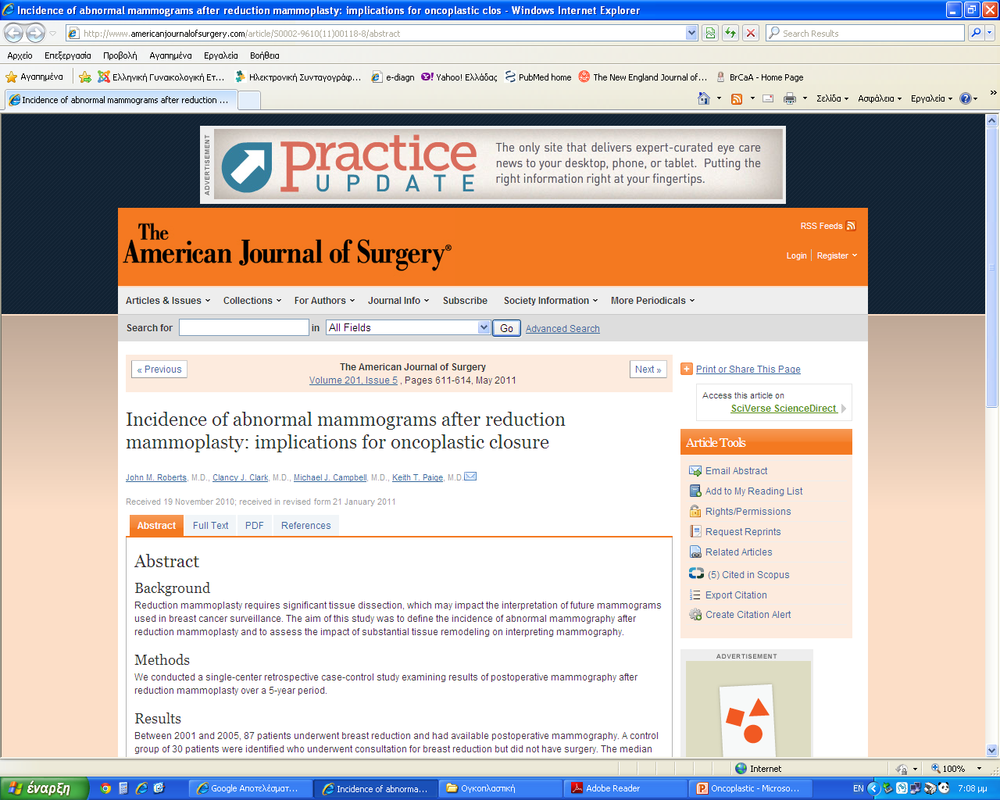 Incidence of abnormal mammograms after reduction mammoplasty: implications for oncoplastic clos - Windows Internet Explorer
http://www.americanjournalofsurgery.com/article/S0002-9610(11)00118-8/abstract
Search Results
Αρχείο Επεξεργασία Προβολή Αγαπημένα Εργαλεία Βοήθεια
Αγαπημένα Ελληνική Γυναικολογική Ετ... Ηλεκτρονική Συνταγογράφ... e-diagn Yahoo! Ελλάδας PubMed home The New England Journal of... BrCaA - Home Page
Incidence of abnormal mammograms after reduction ...
Σελίδα Ασφάλεια Εργαλεία
ADVERTISEMENT
practice
UPDATE
The only site that delivers expert-curated eye care
news to your desktop, phone, or tablet. Putting the
right information right at your fingertips.
The
American Journal of Surgery®
RSS Feeds
Login | Register
Articles & Issues Collections For Authors Journal Info Subscribe Society Information More Periodicals
Search for in All Fields Go Advanced Search
« Previous
The American Journal of Surgery
Volume 201, Issue 5 , Pages 611-614, May 2011
Next »
Incidence of abnormal mammograms after reduction
mammoplasty: implications for oncoplastic closure
John M. Roberts, M.D., Clancy J. Clark, M.D., Michael J. Campbell, M.D., Keith T. Paige, M.D.
Received 19 November 2010; received in revised form 21 January 2011
Abstract Full Text PDF References
Abstract
Background
Reduction mammoplasty requires significant tissue dissection, which may impact the interpretation of future mammograms
used in breast cancer surveillance. The aim of this study was to define the incidence of abnormal mammography after
reduction mammoplasty and to assess the impact of substantial tissue remodeling on interpreting mammography.
Methods
We conducted a single-center retrospective case-control study examining results of postoperative mammography after
reduction mammoplasty over a 5-year period.
Results
Between 2001 and 2005, 87 patients underwent breast reduction and had available postoperative mammography. A control
group of 30 patients were identified who underwent consultation for breast reduction but did not have surgery. The median
Print or Share This Page
Access this article on
SciVerse ScienceDirect
Article Tools
Email Abstract
Add to My Reading List
Rights/Permissions
Request Reprints
Related Articles
(5) Cited in Scopus
Export Citation
Create Citation Alert
ADVERTISEMENT
Internet 100%
έναρξη Google Αποτελέσματ... Incidence of abnorma... Ογκοπλαστική Adobe Reader Oncoplastic - Microso... EN 7:08 μμ